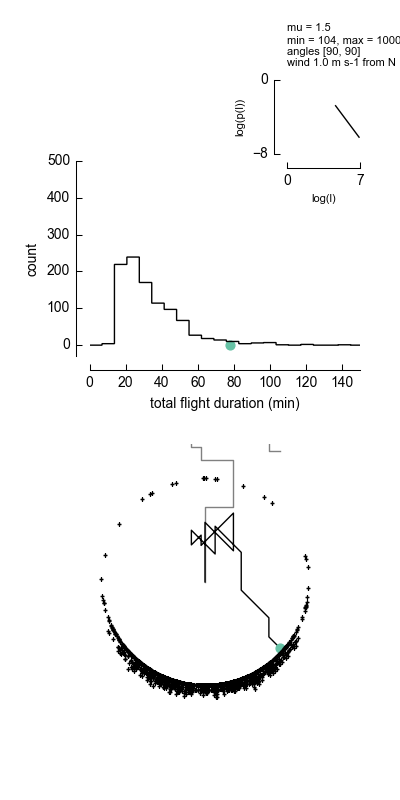 mu = 1.5
min = 104, max = 1000
angles [90, 90]
wind 1.0 m s-1 from N
0
log(p(l))
−8
0 7
log(l)
500
400
300
count
200
100
0
0 20 40 60 80 100 120 140
total flight duration (min)